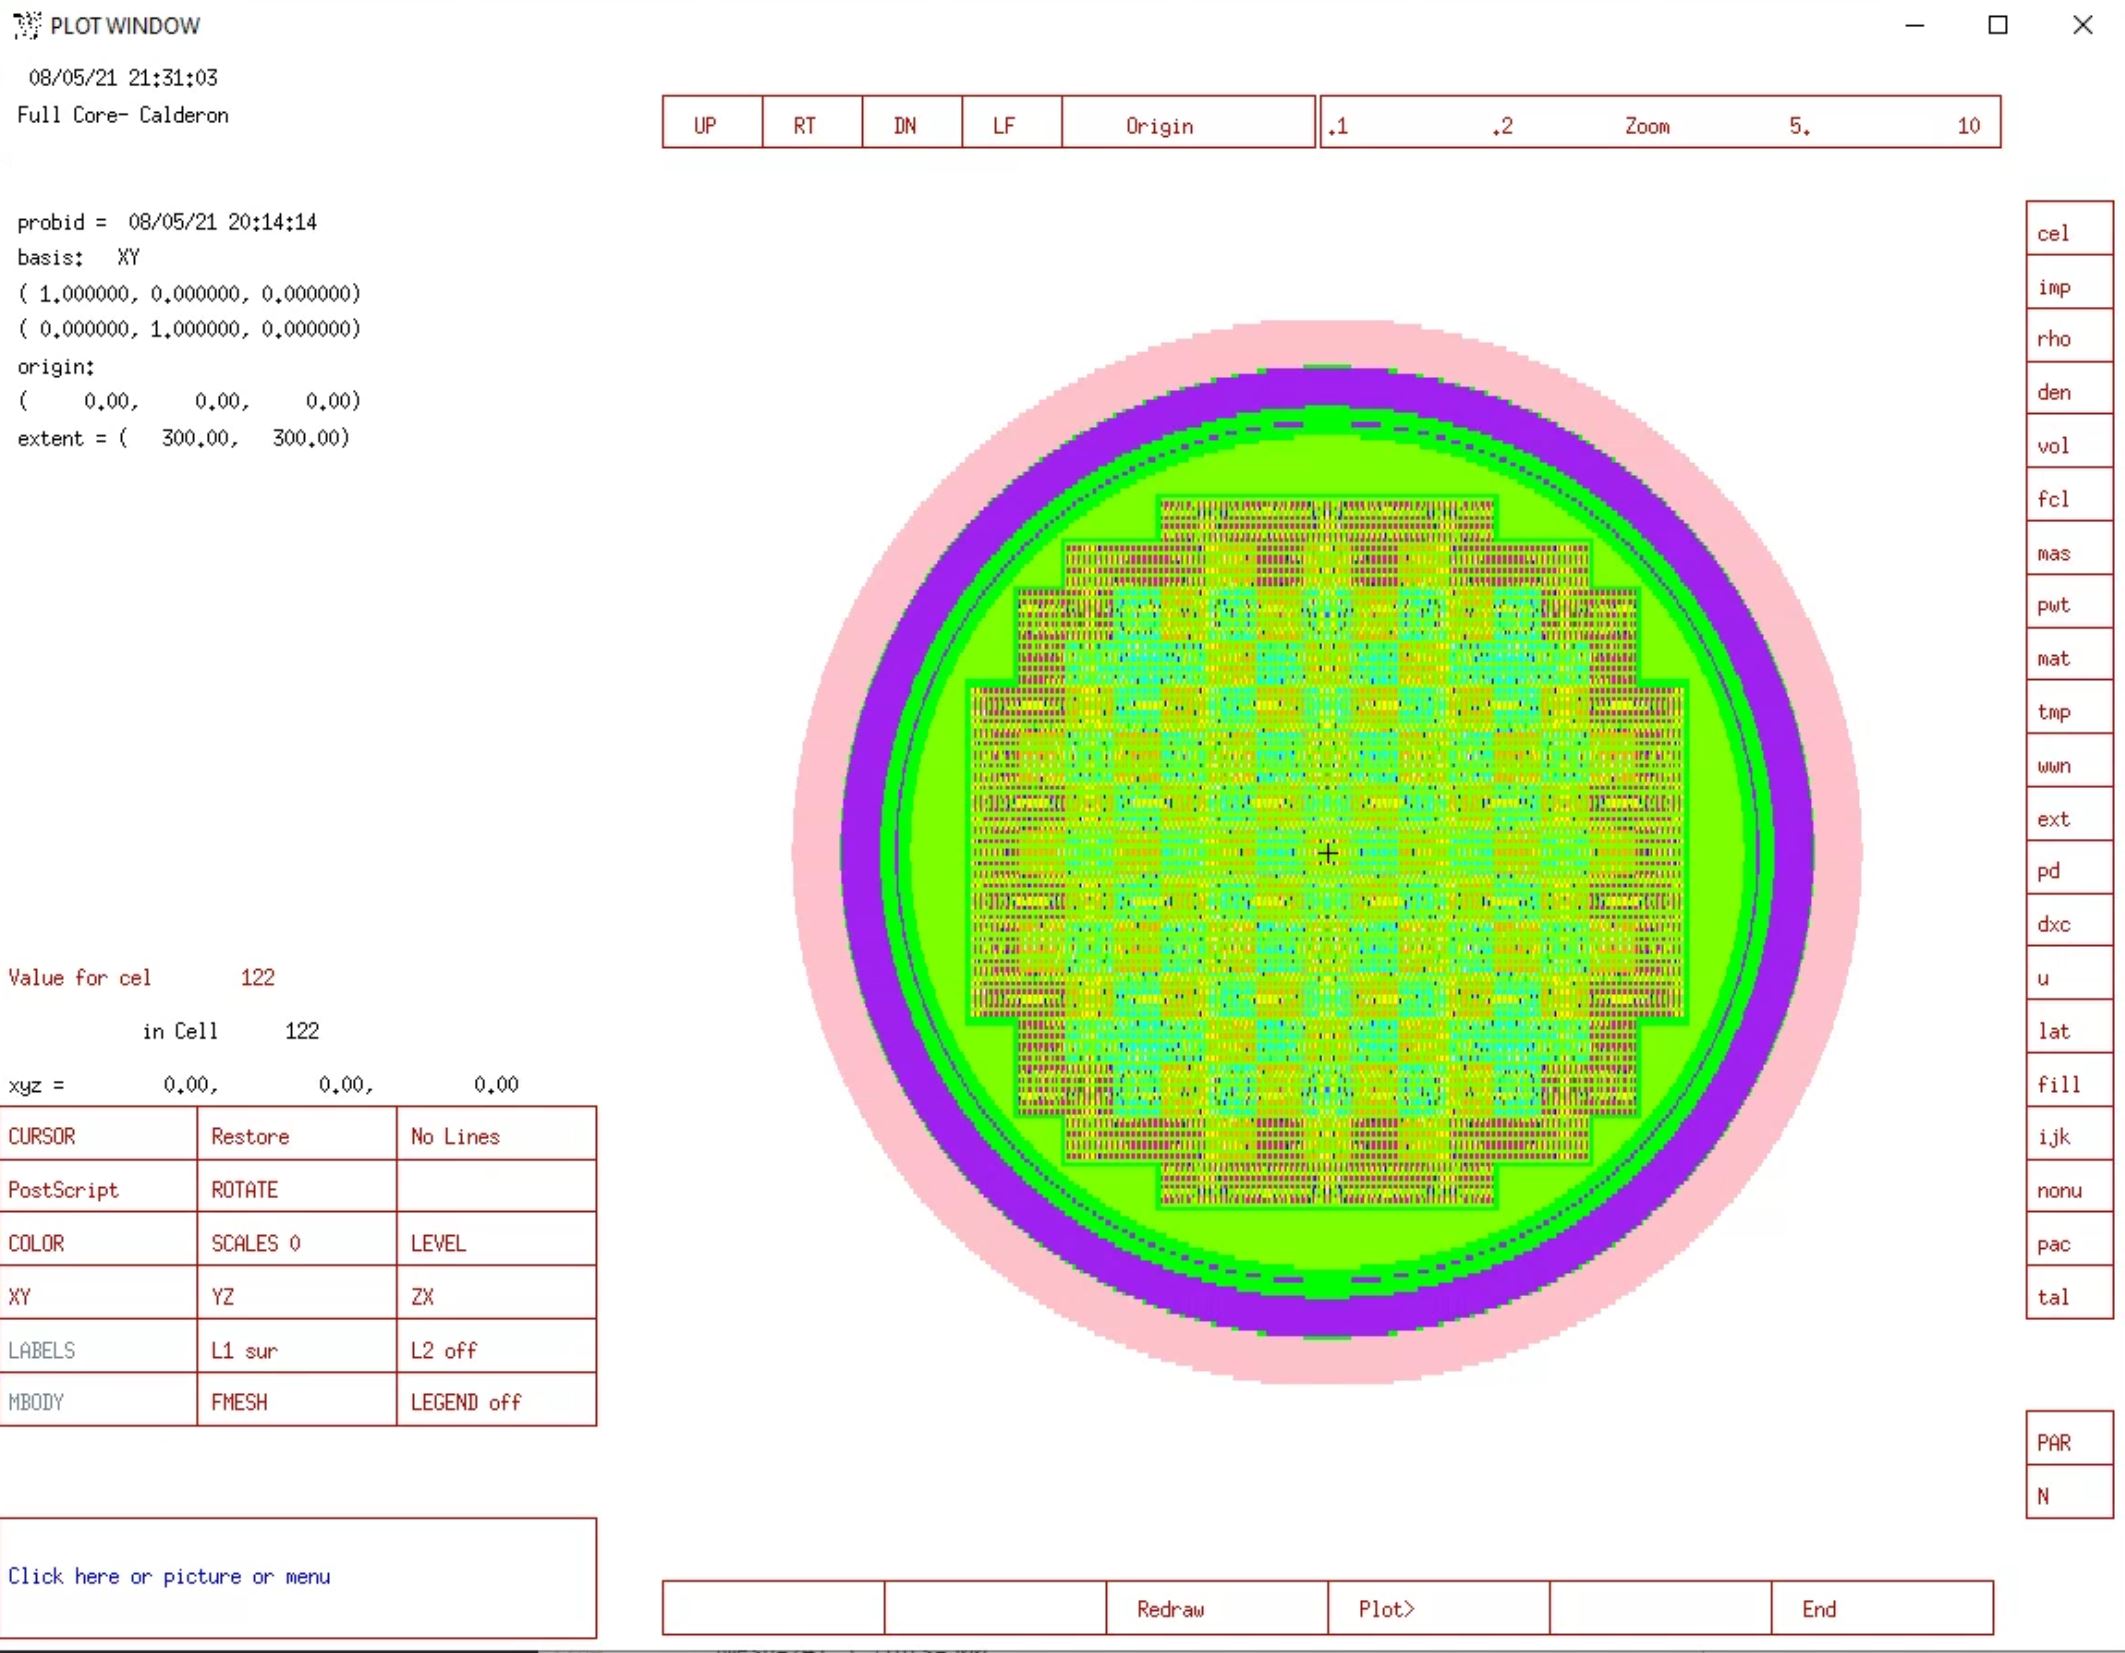 PLOT WINDOW
08/05/21 21:31:03
Full Core- Calderon
UP RT DN LF Origin .1 .2 Zoom 5. 10
probid = 08/05/21 20:14:14
basis: XY
( 1.000000, 0.000000, 0.000000)
( 0.000000, 1.000000, 0.000000)
origin:
( 0.00, 0.00, 0.00)
extent = ( 300.00, 300.00)
cel
imp
rho
den
vol
fcl
mas
pwt
mat
tmp
wwn
ext
pd
dxc
u
lat
fill
ijk
nonu
pac
tal
PAR
N
Value for cel 122
in Cell 122
xyz = 0.00, 0.00, 0.00
CURSOR Restore No Lines
PostScript ROTATE
COLOR SCALES 0 LEVEL
XY YZ ZX
LABELS L1 sur L2 off
MBODY FMESH LEGEND off
Click here or picture or menu
Redraw Plot> End